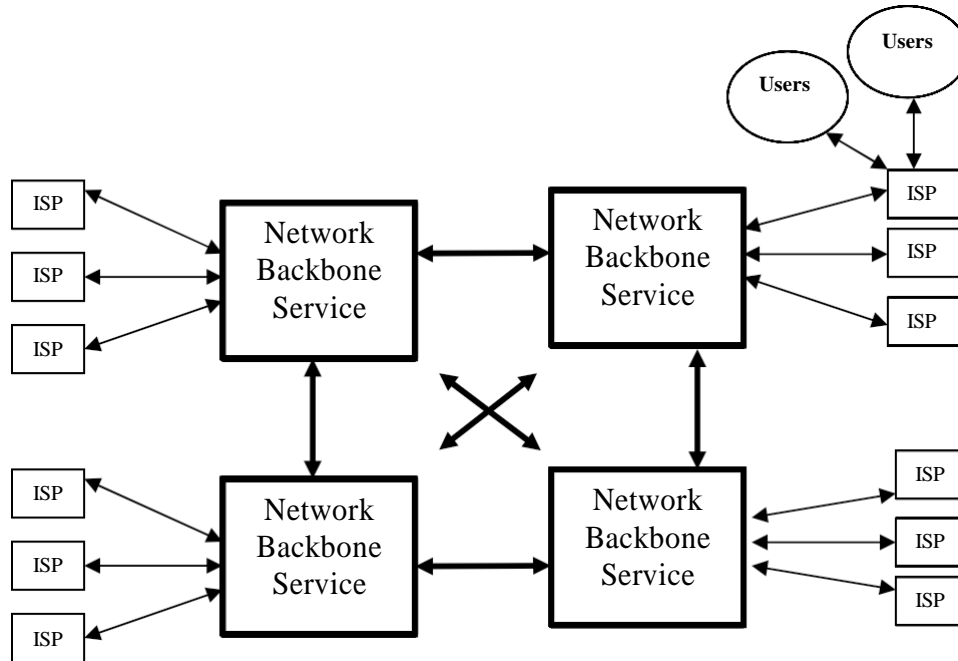 Users
Users
ISP
ISP
ISP
Network
Backbone
Service
Network
Backbone
Service
ISP
ISP
ISP
ISP
ISP
ISP
Network
Backbone
Service
Network
Backbone
Service
ISP
ISP
ISP